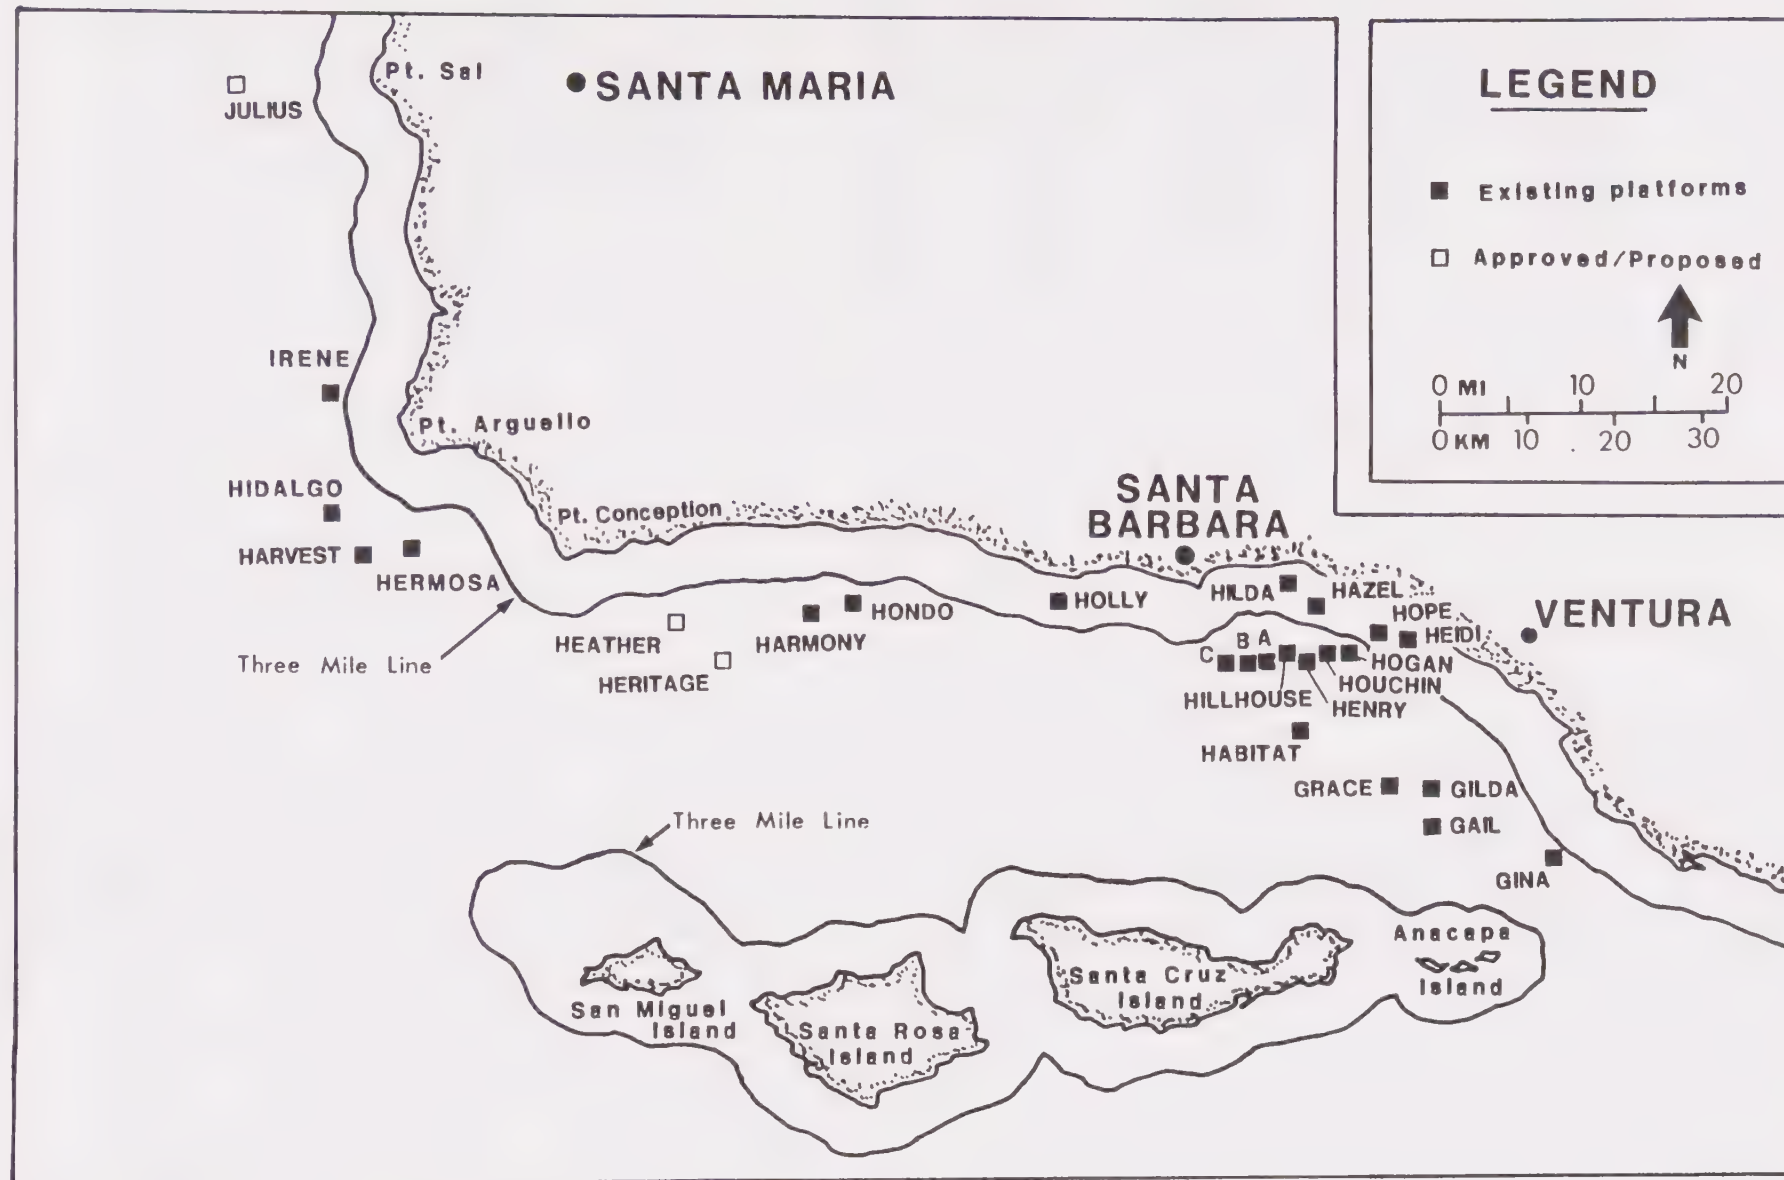 Pt. Sal
SANTA MARIA
JULIUS
LEGEND
Existing platforms
Approved/Proposed
N
0 MI 10 20
0 KM 10 . 20 30
IRENE
Pt. Arguello
HIDALGO
HARVEST
HERMOSA
Pt. Conception
SANTA
BARBARA
Three Mile Line
HEATHER
HERITAGE
HARMONY
HONDO
HOLLY
HILDA
HAZEL
HOPE
HEIDI
VENTURA
C B A
HOGAN
HOUCHIN
HILLHOUSE
HENRY
HABITAT
GRACE
GILDA
GAIL
GINA
Three Mile Line
San Miguel
Island
Santa Rosa
Island
Santa Cruz
Island
Anacapa
Island